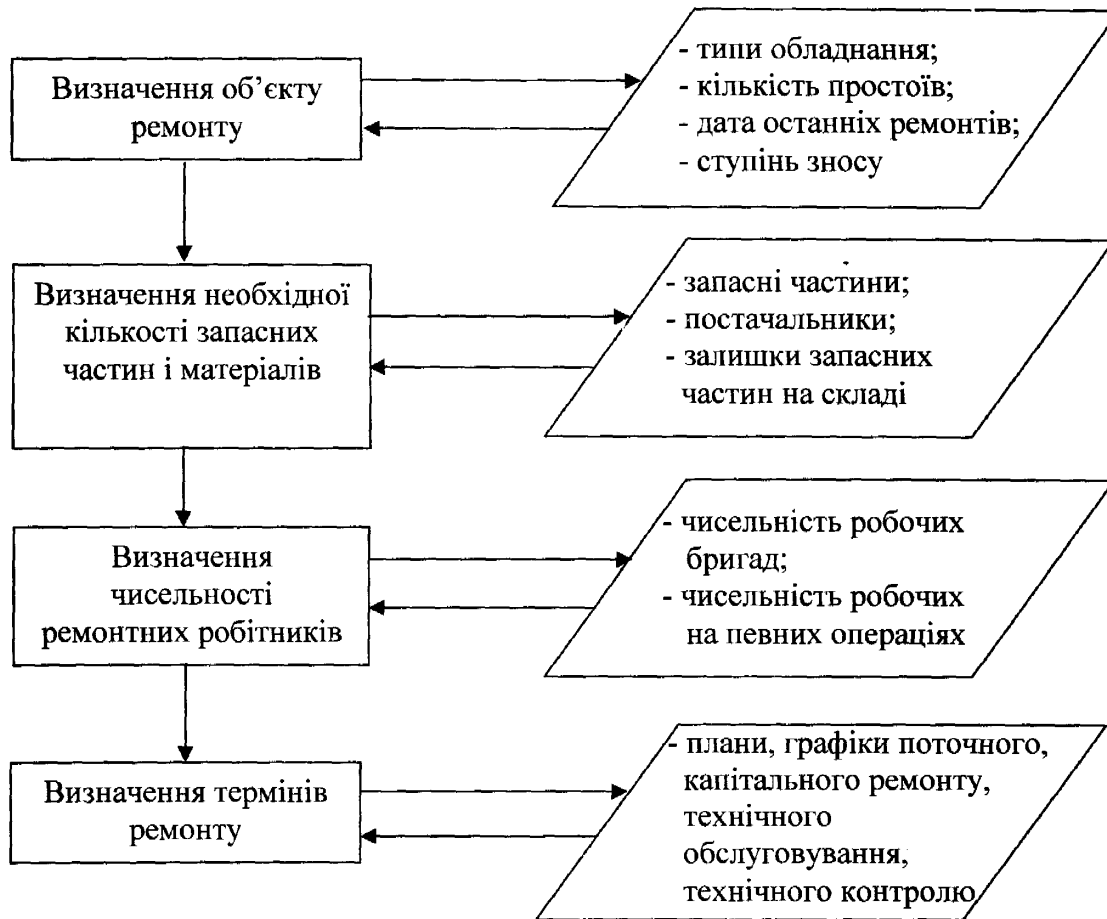 Визначення об’єкту
ремонту
- типи обладнання;
- кількість простоїв;
- дата останніх ремонтів;
- ступінь зносу
Визначення необхідної
кількості запасних
частин і матеріалів
- запасні частини;
- постачальники;
- залишки запасних
частин на складі
Визначення
чисельності
ремонтних робітників
- чисельність робочих
бригад;
- чисельність робочих
на певних операціях
Визначення термінів
ремонту
- плани, графіки поточного,
капітального ремонту,
технічного
обслуговування,
технічного контролю